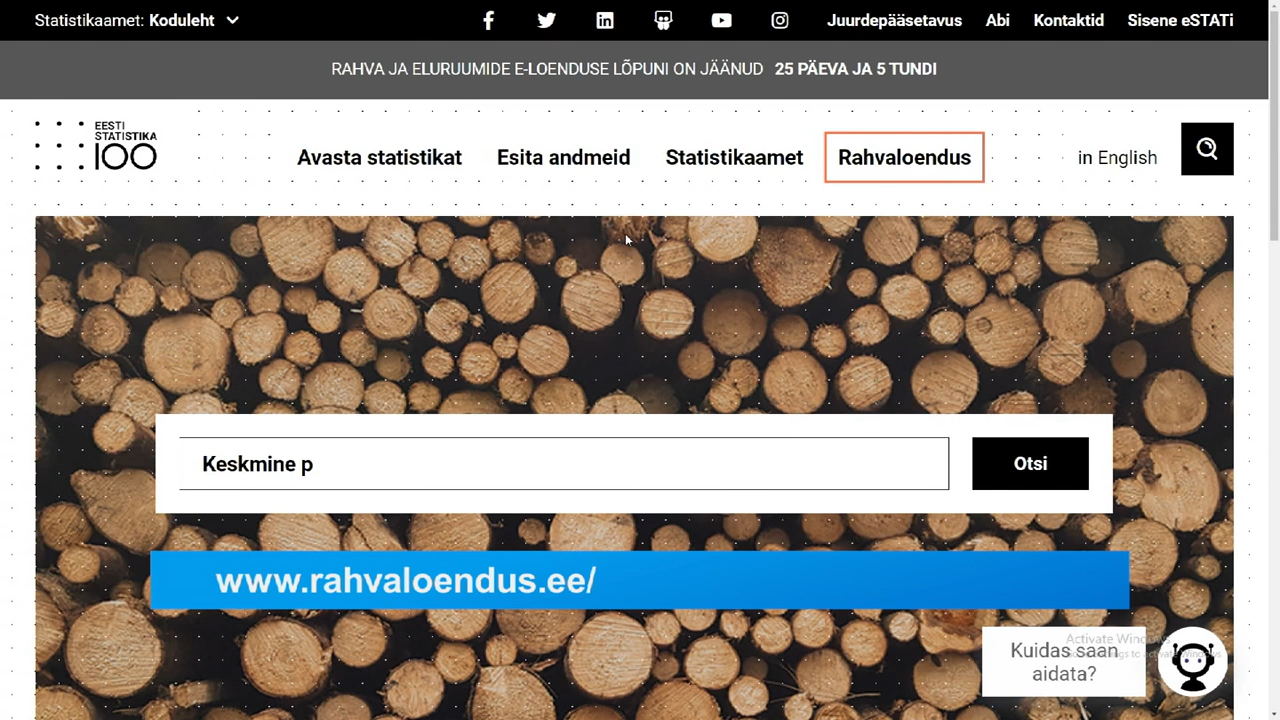 Statistikaamet: Koduleht
Juurdepääsetavus Abi Kontaktid Sisene eSTATi
RAHVA JA ELURUUMIDE E-LOENDUSE LÕPUNI ON JÄÄNUD 25 PÄEVA JA 5 TUNDI
EESTI
STATISTIKA
100
Avasta statistikat Esita andmeid Statistikaamet Rahvaloendus in English
Keskmine p
Otsi
www.rahvaloendus.ee/
Kuidas saan
aidata?
Activate Windows